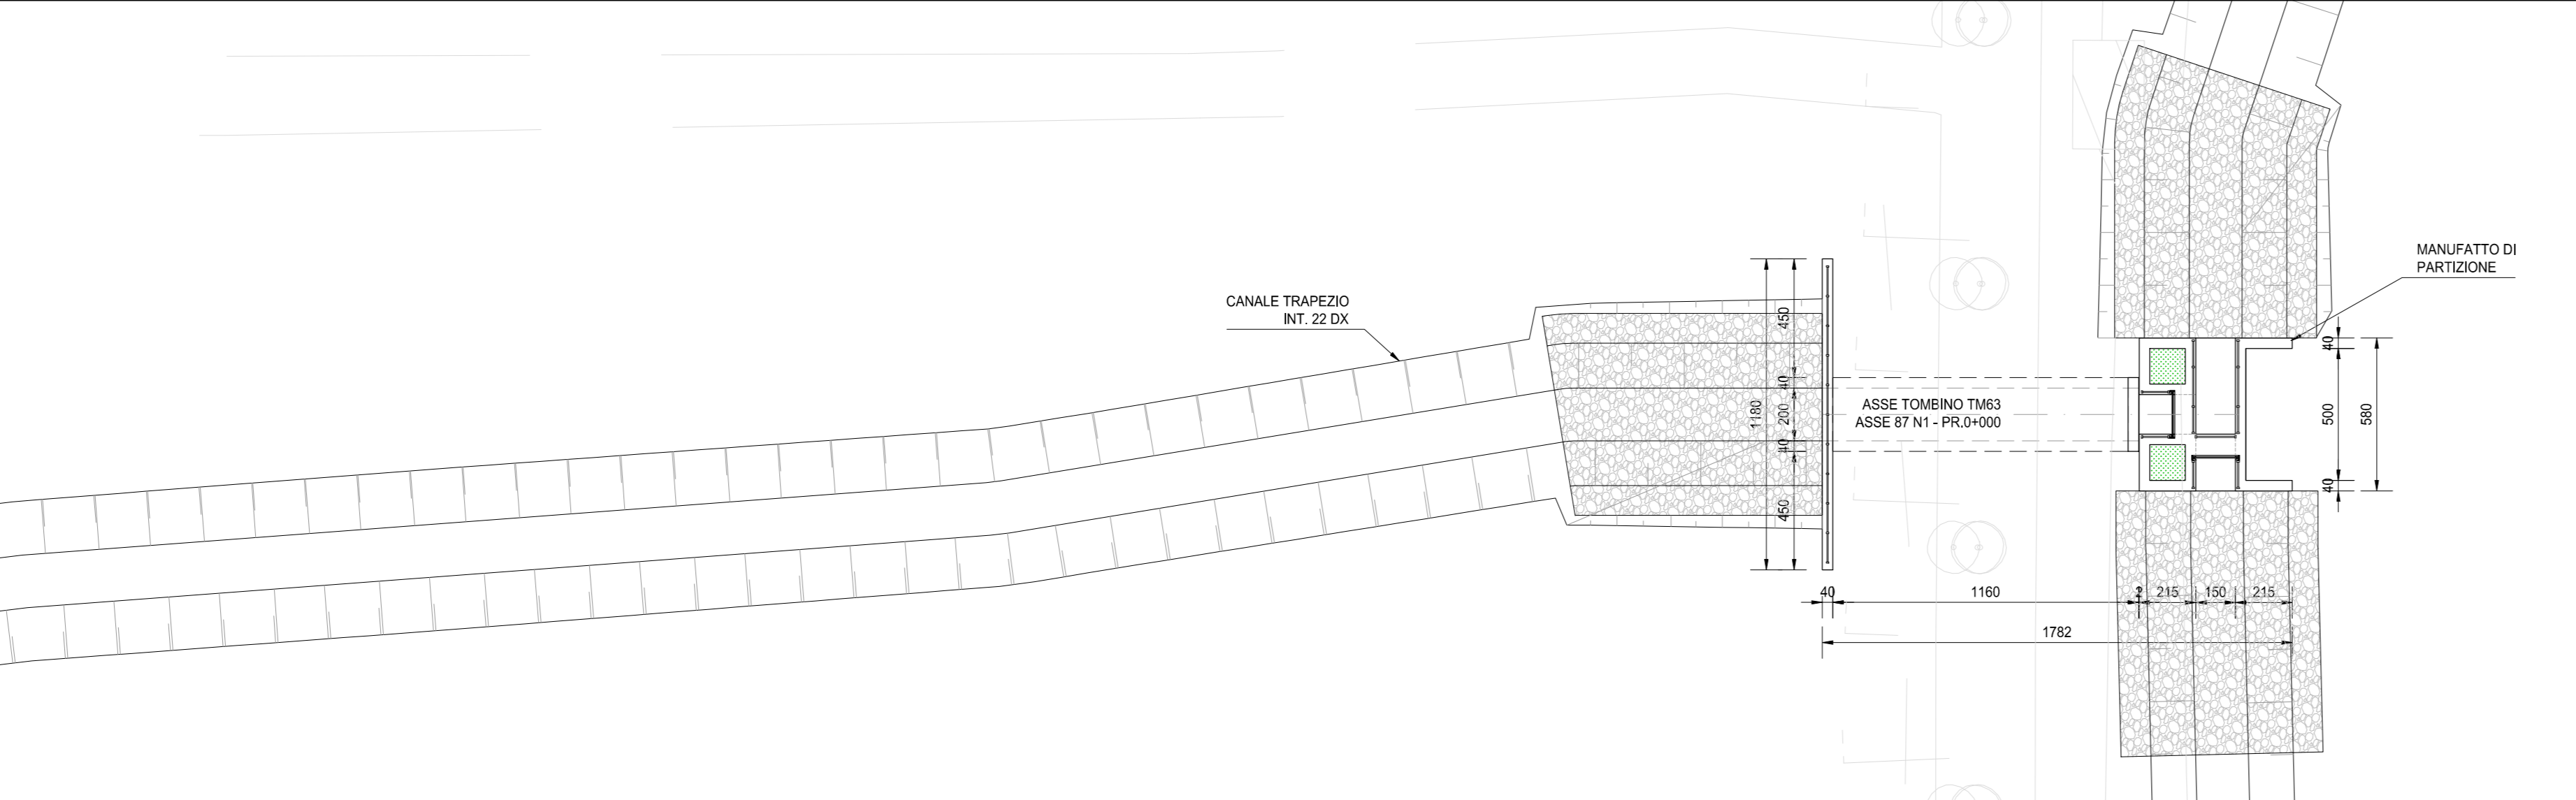 MANUFATTO DI
PARTIZIONE
CANALE TRAPEZIO
INT. 22 DX
450
40
1180
200
40
450
ASSE TOMBINO TM63
ASSE 87 N1 - PR.0+000
40
500
580
40
40
1160
2
215
150
215
1782